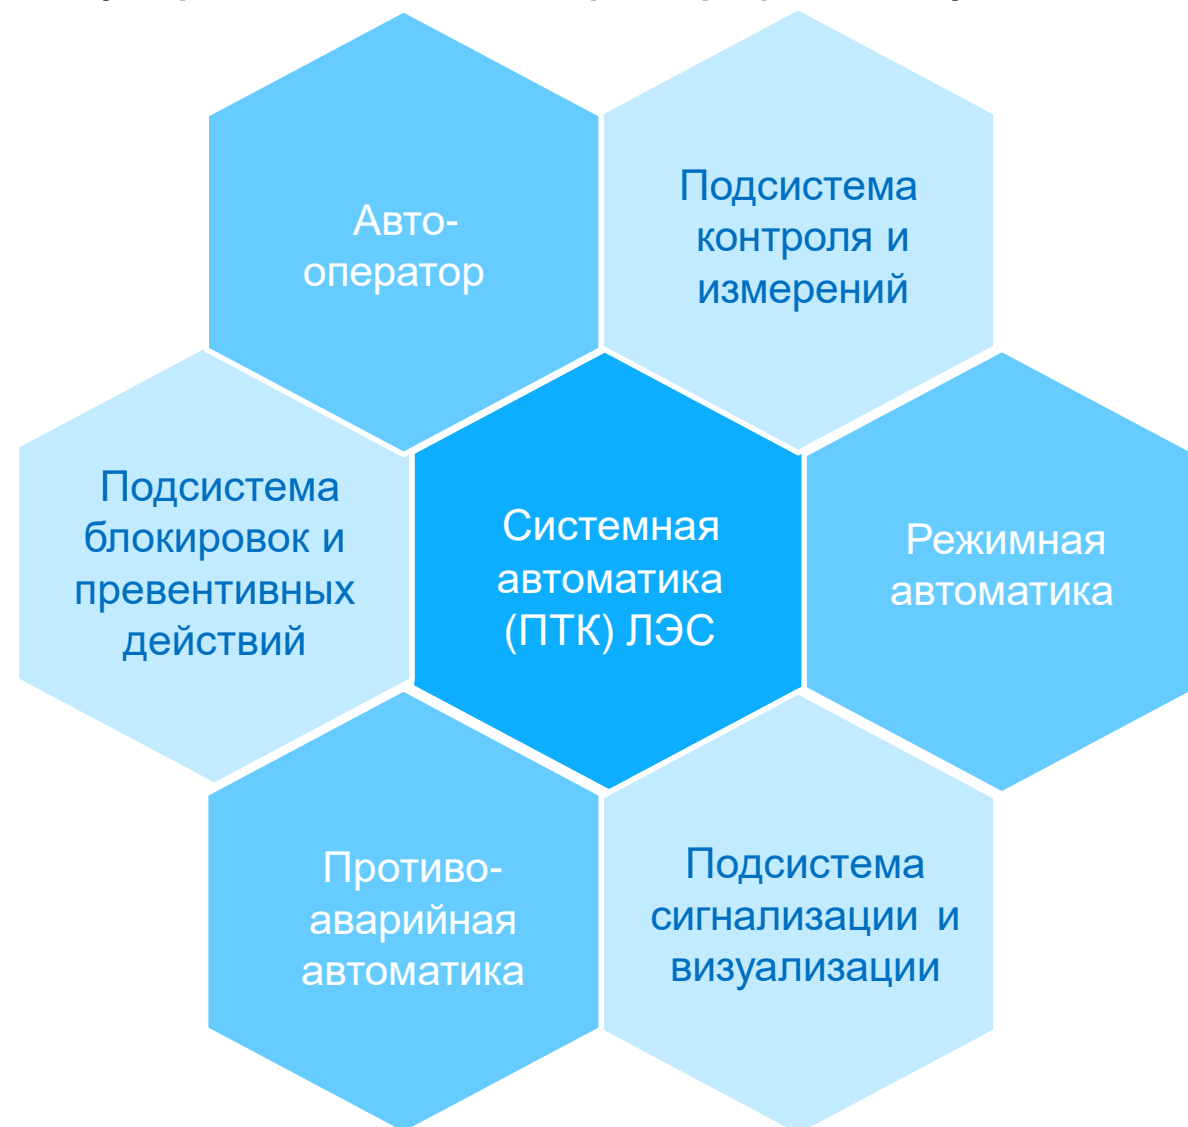 Авто-
оператор
Подсистема
контроля и
измерений
Подсистема
блокировок и
превентивных
действий
Системная
автоматика
(ПТК) ЛЭС
Режимная
автоматика
Противо-
аварийная
автоматика
Подсистема
сигнализации и
визуализации